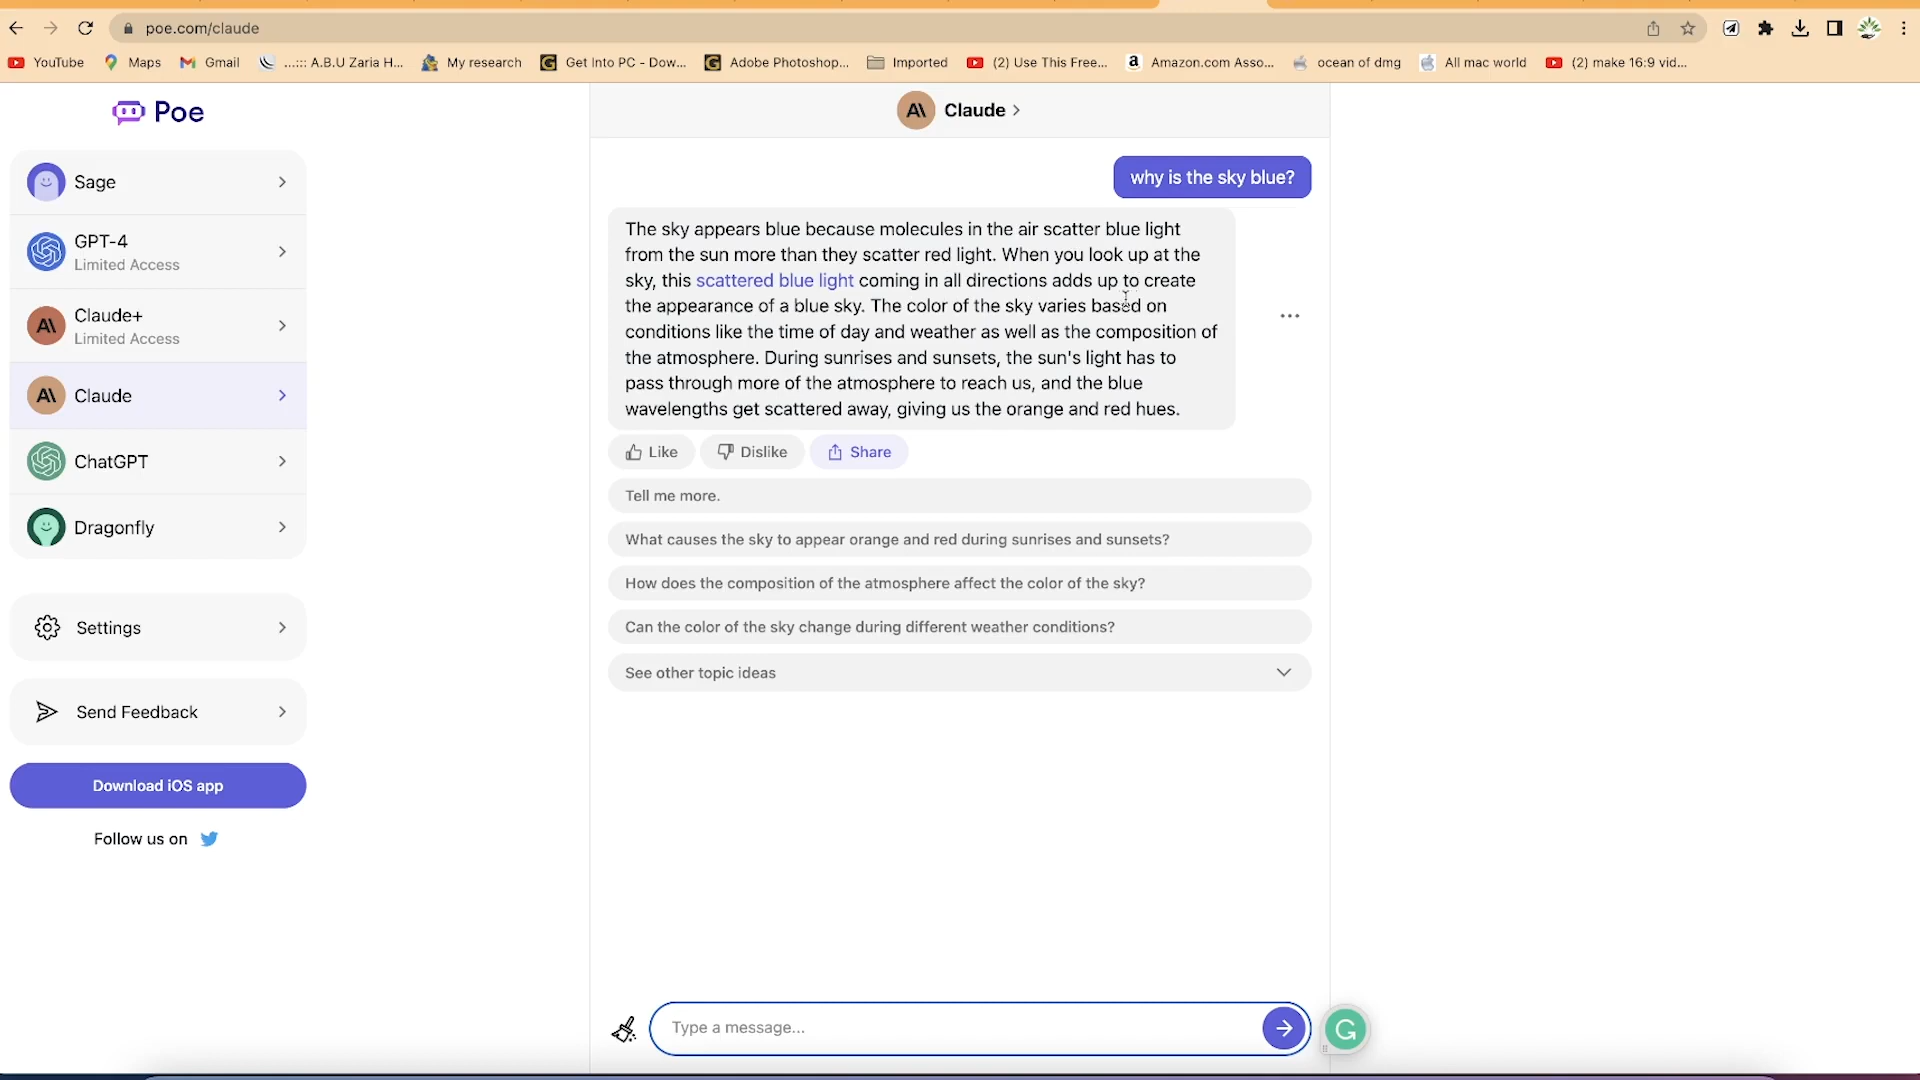 poe.com/claude
YouTube Maps Gmail ...::: A.B.U Zaria H... My research Get Into PC - Dow... Adobe Photoshop... Imported (2) Use This Free... Amazon.com Asso... ocean of dmg All mac world (2) make 16:9 vid...
Poe
Sage
GPT-4
Limited Access
Claude+
Limited Access
Claude
ChatGPT
Dragonfly
Settings
Send Feedback
Download iOS app
Follow us on
Claude
why is the sky blue?
The sky appears blue because molecules in the air scatter blue light
from the sun more than they scatter red light. When you look up at the
sky, this scattered blue light coming in all directions adds up to create
the appearance of a blue sky. The color of the sky varies based on
conditions like the time of day and weather as well as the composition of
the atmosphere. During sunrises and sunsets, the sun's light has to
pass through more of the atmosphere to reach us, and the blue
wavelengths get scattered away, giving us the orange and red hues.
Like Dislike Share
Tell me more.
What causes the sky to appear orange and red during sunrises and sunsets?
How does the composition of the atmosphere affect the color of the sky?
Can the color of the sky change during different weather conditions?
See other topic ideas
Type a message...